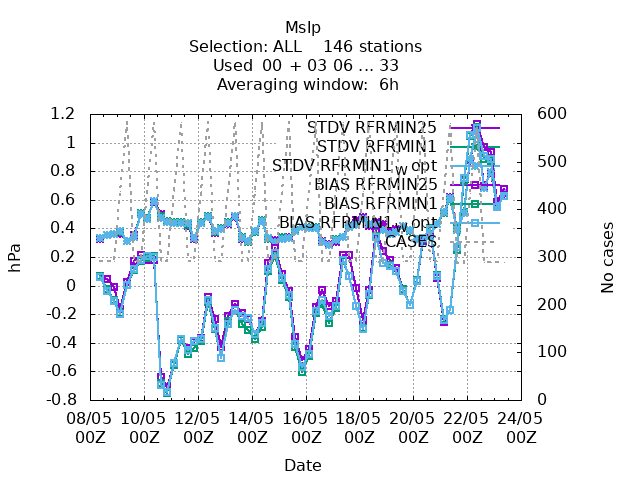 Mslp
Selection: ALL 146 stations
Used 00 + 03 06 ... 33
Averaging window: 6h
STDV RFRMIN25
STDV RFRMIN1
STDV RFRMIN1_w opt
BIAS RFRMIN25
BIAS RFRMIN1
BIAS RFRMIN1_w opt
CASES
1.2
1
0.8
0.6
0.4
0.2
0
-0.2
-0.4
-0.6
-0.8
hPa
600
500
400
300
200
100
0
No cases
08/05 10/05 12/05 14/05 16/05 18/05 20/05 22/05 24/05
00Z 00Z 00Z 00Z 00Z 00Z 00Z 00Z 00Z
Date